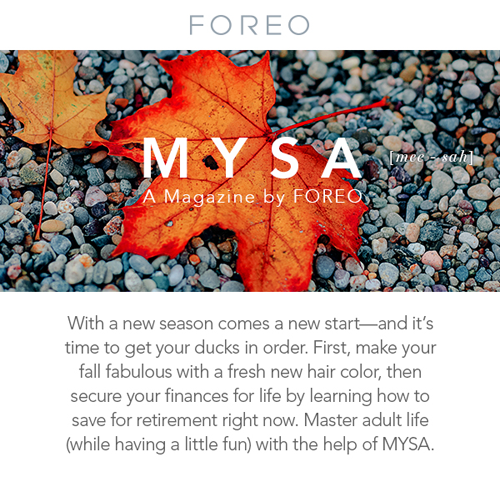 FOREO
MYSA [mee - sah]
A Magazine by FOREO
With a new season comes a new start—and it's
time to get your ducks in order. First, make your
fall fabulous with a fresh new hair color, then
secure your finances for life by learning how to
save for retirement right now. Master adult life
(while having a little fun) with the help of MYSA.